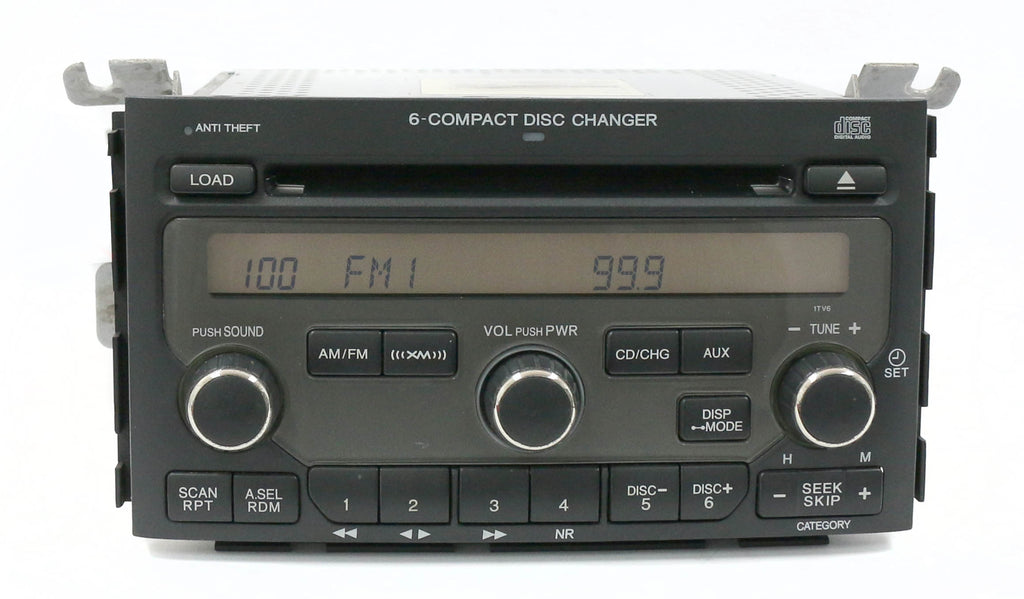 6-COMPACT DISC CHANGER
ANTI THEFT
COMPACT
disc
DIGITAL AUDIO
LOAD
100 FM1 99.9
1TV6
PUSH SOUND
VOL PUSH PWR
− TUNE +
AM/FM
(((XM)))
CD/CHG
AUX
SET
DISP
MODE
H M
SCAN
RPT
A.SEL
RDM
1
2
3
4
DISC−
5
DISC+
6
− SEEK +
SKIP
NR
CATEGORY